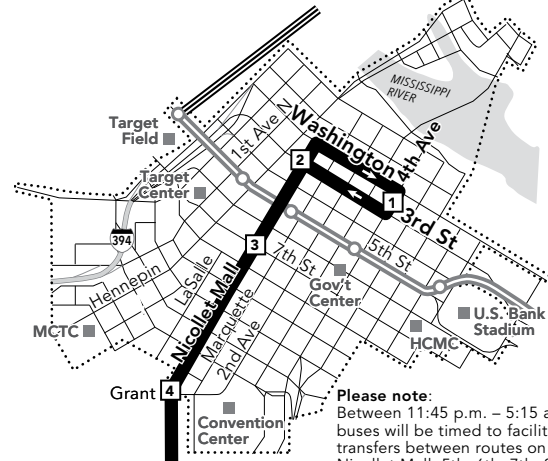 MISSISSIPPI
RIVER
Target
Field
1st Ave N
Washington
4th Ave
2
Target
Center
1
3rd St
394
3
7th St
5th St
Hennepin
LaSalle
Nicollet Mall
Gov't
Center
Marquette
2nd Ave
U.S. Bank
Stadium
MCTC
HCMC
Grant
4
Convention
Center
Please note:
Between 11:45 p.m. – 5:15 a
buses will be timed to facilit
transfers between routes on